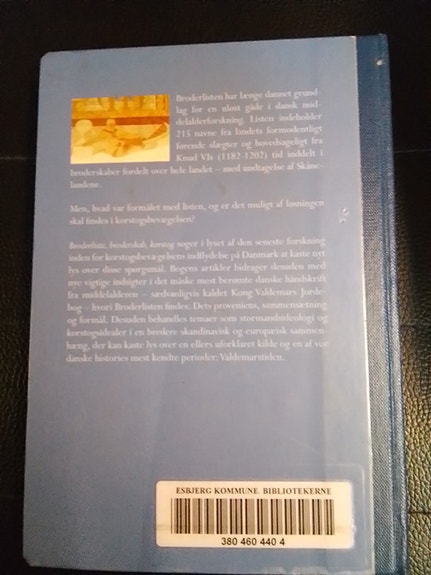 Broderlisten har længe dannet grund-
lag for en uløst gåde i dansk mid-
delalderforskning. Listen indeholder
215 navne fra landets formodentligt
førende slægter og hovedsageligt fra
Knud VIs (1182-1202) tid inddelt i
broderskaber fordelt over hele landet – med undtagelse af Skåne-
landene.
Men, hvad var formålet med listen, og er det muligt af løsningen
skal findes i korstogsbevægelsen?
Broderliste, broderskab, korstog søger i lyset af den seneste forskning
inden for korstogsbevægelsens indflydelse på Danmark at kaste nyt
lys over disse spørgsmål. Bogens artikler bidrager desuden med
nye vigtige indsigter i det måske mest berømte danske håndskrift
fra middelalderen – sædvanligvis kaldet Kong Valdemars Jorde-
bog – hvori Broderlisten findes. Dets proveniens, sammensætning
og formål. Desuden behandles temaer som stormandsideologi og
korstogsidealer i en bredere skandinavisk og europæisk sammen-
hæng, der kan kaste lys over en ellers uforklaret kilde og en af vor
danske histories mest kendte perioder: Valdemarstiden.
ESBJERG KOMMUNE. BIBLIOTEKERNE
380 460 440 4